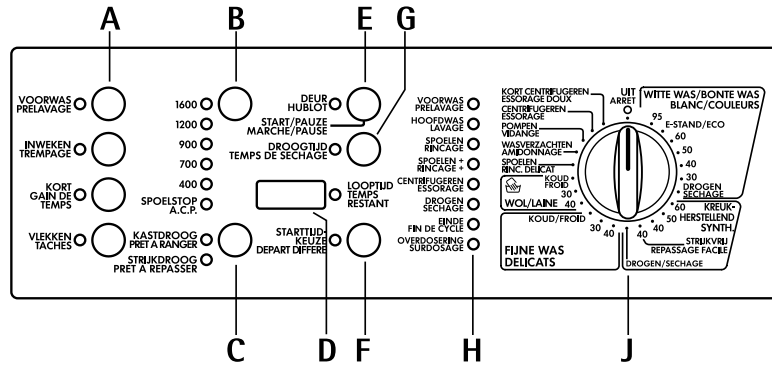 A
B
E
G
VOORWAS
PRELAVAGE
INWEKEN
TREMPAGE
KORT
GAIN DE
TEMPS
VLEKKEN
TACHES
1600
1200
900
700
400
SPOELSTOP
A.C.P.
KASTDROOG
PRET A RANGER
STRIJKDROOG
PRET A REPASSER
DEUR
HUBLOT
START/PAUZE
MARCHE/PAUSE
DROOGTIJD
TEMPS DE SECHAGE
LOOPTIJD
TEMPS
RESTANT
STARTTIJD-
KEUZE
DEPART DIFFERE
VOORWAS
PRELAVAGE
HOOFDWAS
LAVAGE
SPOELEN
RINCAGE
SPOELEN +
RINCAGE +
CENTRIFUGEREN
ESSORAGE
DROGEN
SECHAGE
EINDE
FIN DE CYCLE
OVERDOSERING
SURDOSAGE
KORT CENTRIFUGEREN
ESSORAGE DOUX
CENTRIFUGEREN
ESSORAGE
POMPEN
VIDANGE
WASVERZACHTEN
AMIDONNAGE
SPOELEN
RINC. DELICAT
KOUD
FROID
30
40
WOL/LAINE
KOUD/FROID
30
40
FIJNE WAS
DELICATS
UIT
ARRET
WITTE WAS/BONTE WAS
BLANC/COULEURS
95
E-STAND/ECO
60
50
40
30
DROGEN
SECHAGE
KREUK-
HERSTELLEND
SYNTH.
60
50
40
STRIJKVRIJ
REPASSAGE FACILE
40
DROGEN/SECHAGE
C
D
F
H
J